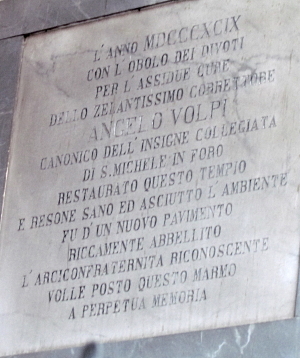 L'ANNO MDCCCXCIX
CON L'OBOLO DEI DIVOTI
PER L'ASSIDUE CURE
DELLO ZELANTISSIMO CORRETTORE
ANGELO VOLPI
CANONICO DELL'INSIGNE COLLEGIATA
DI S. MICHELE IN FORO
RESTAURATO QUESTO TEMPIO
E RESONE SANO ED ASCIUTTO L'AMBIENTE
FU D'UN NUOVO PAVIMENTO
RICCAMENTE ABBELLITO
L'ARCICONFRATERNITA RICONOSCENTE
VOLLE POSTO QUESTO MARMO
A PERPETUA MEMORIA